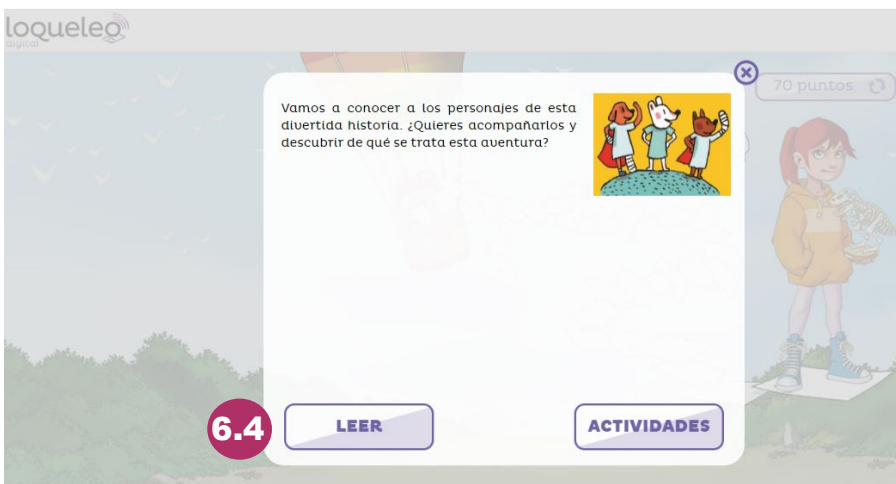 loqueleo
digital
70 puntos
Vamos a conocer a los personajes de esta
divertida historia. ¿Quieres acompañarlos y
descubrir de qué se trata esta aventura?
6.4
LEER
ACTIVIDADES